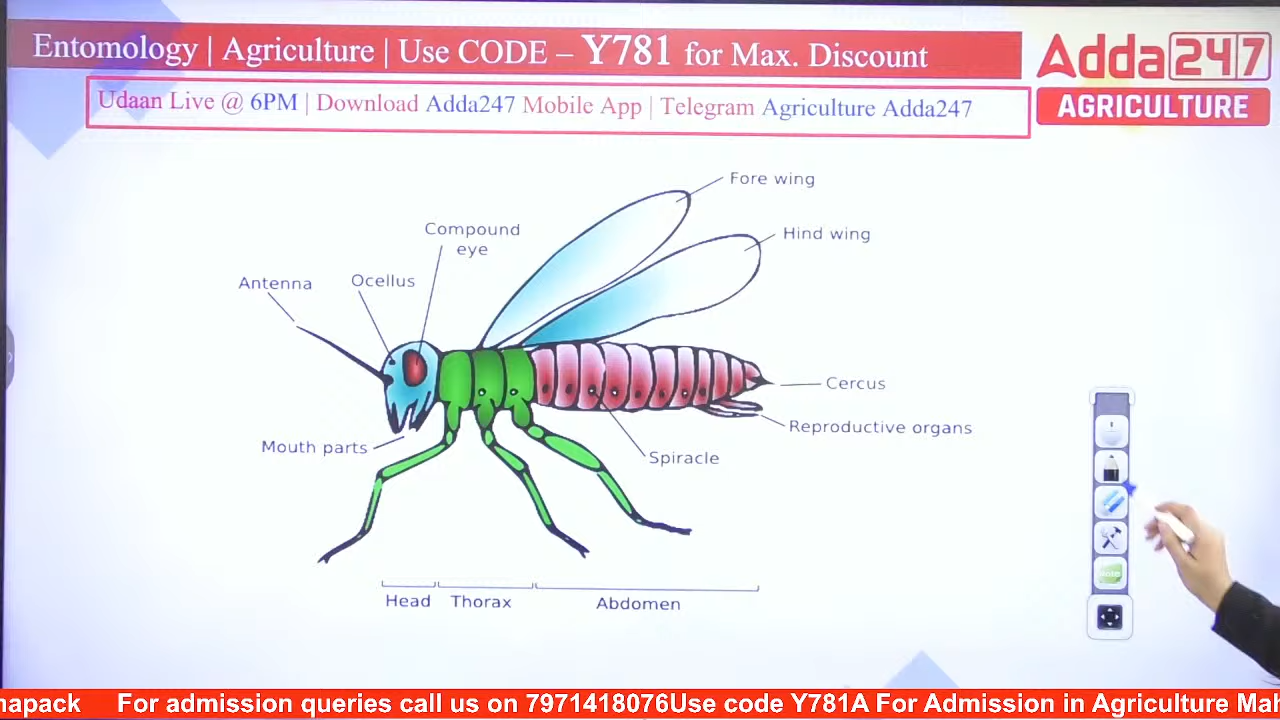 Entomology | Agriculture | Use CODE – Y781 for Max. Discount
Adda247
AGRICULTURE
Udaan Live @ 6PM | Download Adda247 Mobile App | Telegram Agriculture Adda247
Fore wing
Hind wing
Compound
eye
Antenna
Ocellus
Cercus
Reproductive organs
Mouth parts
Spiracle
Head
Thorax
Abdomen
For admission queries call us on 7971418076Use code Y781A For Admission in Agriculture